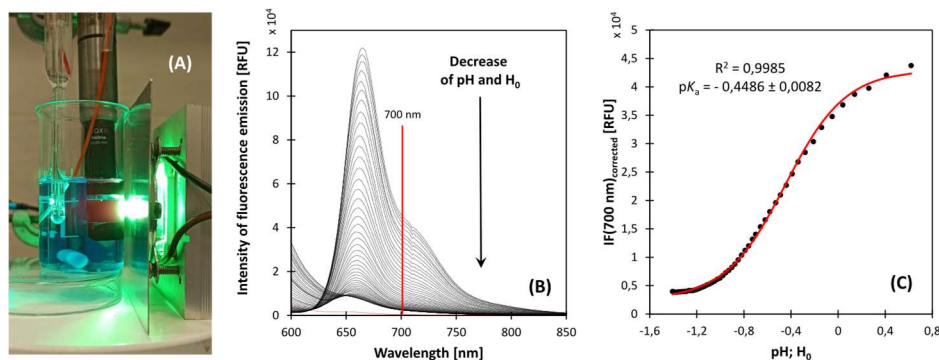 (A)
x 10⁴
Intensity of fluorescence emission [RFU]
12
10
8
6
4
2
0
600
650
700
750
800
850
Wavelength [nm]
700 nm
Decrease
of pH and H₀
(B)
x 10⁴
IF(700 nm)corrected [RFU]
5
4,5
4
3,5
3
2,5
2
1,5
1
0,5
0
-1,6
-1,2
-0,8
-0,4
0
0,4
0,8
pH; H₀
R² = 0,9985
pKₐ = - 0,4486 ± 0,0082
(C)